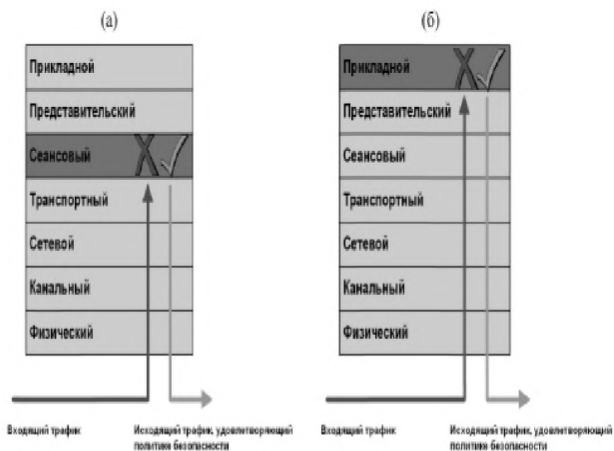 (а)
Прикладной
Представительский
Сеансовый
Транспортный
Сетевой
Канальный
Физический
Входящий трафик
Исходящий трафик, удовлетворяющий
политике безопасности
(б)
Прикладной
Представительский
Сеансовый
Транспортный
Сетевой
Канальный
Физический
Входящий трафик
Исходящий трафик, удовлетворяющий
политике безопасности